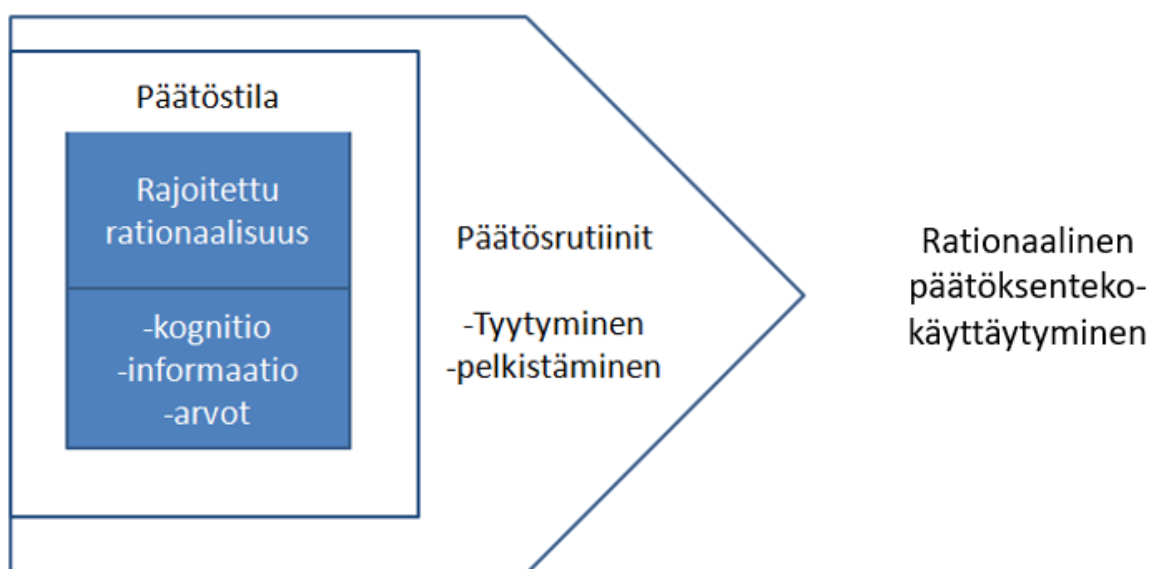 Päätöstila
Rajoitettu
rationaalisuus
-kognitio
-informaatio
-arvot
Päätösrutiinit
-Tyytyminen
-pelkistäminen
Rationaalinen
päätöksenteko-
käyttäytyminen